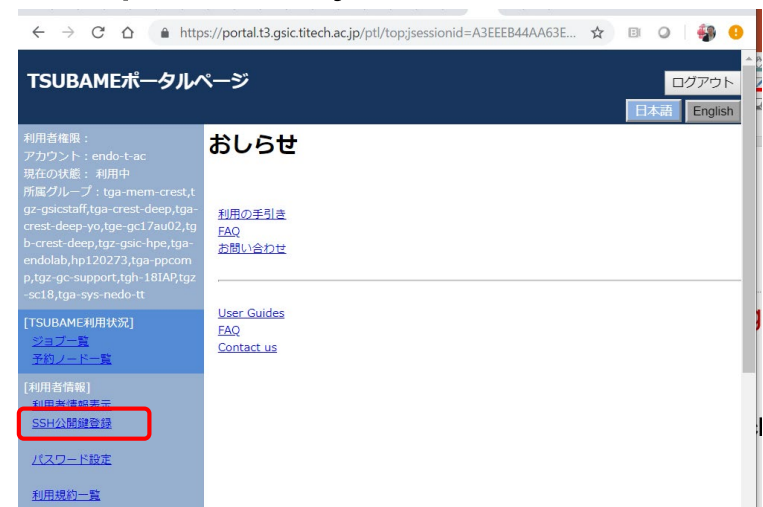 https://portal.t3.gsic.titech.ac.jp/ptl/top;jsessionid=A3EEEB44AA63E...
TSUBAMEポータルページ
ログアウト
日本語 English
利用者権限：
アカウント：endo-t-ac
現在の状態： 利用中
所属グループ：tga-mem-crest,t
gz-gsicstaff,tga-crest-deep,tga-
crest-deep-yo,tge-gc17au02,tg
b-crest-deep,tgz-gsic-hpe,tga-
endolab,hp120273,tga-ppcom
p,tgz-gc-support,tgh-18IAP,tgz
-sc18,tga-sys-nedo-tt
[TSUBAME利用状況]
ジョブ一覧
予約ノード一覧
[利用者情報]
利用者情報表示
SSH公開鍵登録
パスワード設定
利用規約一覧
おしらせ
利用の手引き
FAQ
お問い合わせ
User Guides
FAQ
Contact us